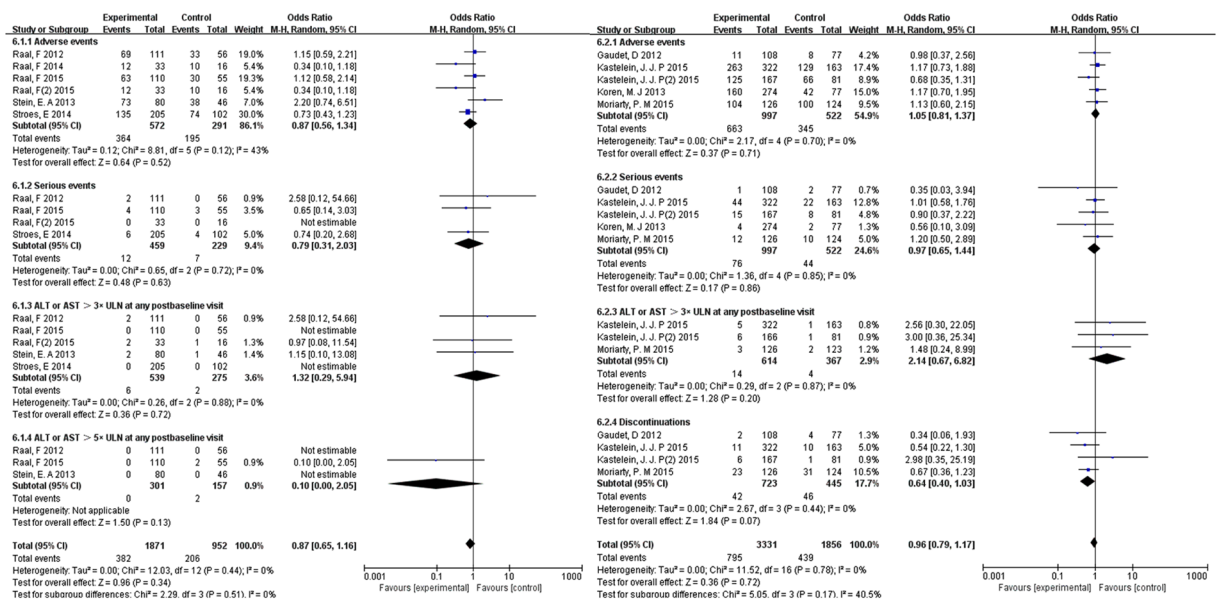 Experimental Control Odds Ratio Odds Ratio
Study or Subgroup Events Total Events Total Weight M-H, Random, 95% CI M-H, Random, 95% CI
6.1.1 Adverse events
Raal, F 2012 69 111 33 56 19.0% 1.15 [0.59, 2.21]
Raal, F 2014 12 33 10 16 5.4% 0.34 [0.10, 1.18]
Raal, F 2015 63 110 30 55 19.1% 1.12 [0.58, 2.14]
Raal, F(2) 2015 12 33 10 16 5.4% 0.34 [0.10, 1.18]
Stein, E. A 2013 73 80 38 46 6.8% 2.20 [0.74, 6.51]
Stroes, E 2014 135 205 74 102 30.5% 0.73 [0.43, 1.23]
Subtotal (95% CI) 572 291 86.1% 0.87 [0.56, 1.34]
Total events 364 195
Heterogeneity: Tau² = 0.12; Chi² = 8.81, df = 5 (P = 0.12); I² = 43%
Test for overall effect: Z = 0.64 (P = 0.52)
6.1.2 Serious events
Raal, F 2012 2 111 0 56 0.9% 2.58 [0.12, 54.66]
Raal, F 2015 4 110 3 55 3.5% 0.65 [0.14, 3.03]
Raal, F(2) 2015 0 33 0 16 Not estimable
Stroes, E 2014 6 205 4 102 5.0% 0.74 [0.20, 2.68]
Subtotal (95% CI) 459 229 9.4% 0.79 [0.31, 2.03]
Total events 12 7
Heterogeneity: Tau² = 0.00; Chi² = 0.65, df = 2 (P = 0.72); I² = 0%
Test for overall effect: Z = 0.48 (P = 0.63)
6.1.3 ALT or AST > 3× ULN at any postbaseline visit
Raal, F 2012 2 111 0 56 0.9% 2.58 [0.12, 54.66]
Raal, F 2015 0 110 0 55 Not estimable
Raal, F(2) 2015 2 33 1 16 1.3% 0.97 [0.08, 11.54]
Stein, E. A 2013 2 80 1 46 1.4% 1.15 [0.10, 13.08]
Stroes, E 2014 0 205 0 102 Not estimable
Subtotal (95% CI) 539 275 3.6% 1.32 [0.29, 5.94]
Total events 6 2
Heterogeneity: Tau² = 0.00; Chi² = 0.26, df = 2 (P = 0.88); I² = 0%
Test for overall effect: Z = 0.36 (P = 0.72)
6.1.4 ALT or AST > 5× ULN at any postbaseline visit
Raal, F 2012 0 111 0 56 Not estimable
Raal, F 2015 0 110 2 55 0.9% 0.10 [0.00, 2.05]
Stein, E. A 2013 0 80 0 46 Not estimable
Subtotal (95% CI) 301 157 0.9% 0.10 [0.00, 2.05]
Total events 0 2
Heterogeneity: Not applicable
Test for overall effect: Z = 1.50 (P = 0.13)
Total (95% CI) 1871 952 100.0% 0.87 [0.65, 1.16]
Total events 382 206
Heterogeneity: Tau² = 0.00; Chi² = 12.03, df = 12 (P = 0.44); I² = 0%
Test for overall effect: Z = 0.96 (P = 0.34)
Test for subgroup differences: Chi² = 2.29, df = 3 (P = 0.51), I² = 0%
0.001 0.1 1 10 1000
Favours [experimental] Favours [control]
Experimental Control Odds Ratio Odds Ratio
Study or Subgroup Events Total Events Total Weight M-H, Random, 95% CI M-H, Random, 95% CI
6.2.1 Adverse events
Gaudet, D 2012 11 108 8 77 4.2% 0.98 [0.37, 2.56]
Kastelein, J. J. P 2015 263 322 129 163 17.4% 1.17 [0.73, 1.88]
Kastelein, J. J. P(2) 2015 125 167 66 81 8.9% 0.68 [0.35, 1.31]
Koren, M. J 2013 160 274 42 77 15.1% 1.17 [0.70, 1.95]
Moriarty, P. M 2015 104 126 100 124 9.3% 1.13 [0.60, 2.15]
Subtotal (95% CI) 997 522 54.9% 1.05 [0.81, 1.37]
Total events 663 345
Heterogeneity: Tau² = 0.00; Chi² = 2.17, df = 4 (P = 0.70); I² = 0%
Test for overall effect: Z = 0.37 (P = 0.71)
6.2.2 Serious events
Gaudet, D 2012 1 108 2 77 0.7% 0.35 [0.03, 3.94]
Kastelein, J. J. P 2015 44 322 22 163 12.5% 1.01 [0.58, 1.76]
Kastelein, J. J. P(2) 2015 15 167 8 81 4.9% 0.90 [0.37, 2.22]
Koren, M. J 2013 4 274 2 77 1.4% 0.56 [0.10, 3.09]
Moriarty, P. M 2015 12 126 10 124 5.0% 1.20 [0.50, 2.89]
Subtotal (95% CI) 997 522 24.6% 0.97 [0.65, 1.44]
Total events 76 44
Heterogeneity: Tau² = 0.00; Chi² = 1.36, df = 4 (P = 0.85); I² = 0%
Test for overall effect: Z = 0.17 (P = 0.86)
6.2.3 ALT or AST > 3× ULN at any postbaseline visit
Kastelein, J. J. P 2015 5 322 1 163 0.8% 2.56 [0.30, 22.05]
Kastelein, J. J. P(2) 2015 6 166 1 81 0.8% 3.00 [0.36, 25.34]
Moriarty, P. M 2015 3 126 2 123 1.2% 1.48 [0.24, 8.99]
Subtotal (95% CI) 614 367 2.9% 2.14 [0.67, 6.82]
Total events 14 4
Heterogeneity: Tau² = 0.00; Chi² = 0.29, df = 2 (P = 0.87); I² = 0%
Test for overall effect: Z = 1.28 (P = 0.20)
6.2.4 Discontinuations
Gaudet, D 2012 2 108 4 77 1.3% 0.34 [0.06, 1.93]
Kastelein, J. J. P 2015 11 322 10 163 5.1% 0.54 [0.22, 1.30]
Kastelein, J. J. P(2) 2015 6 167 1 81 0.9% 2.98 [0.35, 25.19]
Moriarty, P. M 2015 23 126 31 124 10.5% 0.67 [0.36, 1.23]
Subtotal (95% CI) 723 445 17.7% 0.64 [0.40, 1.03]
Total events 42 46
Heterogeneity: Tau² = 0.00; Chi² = 2.67, df = 3 (P = 0.44); I² = 0%
Test for overall effect: Z = 1.84 (P = 0.07)
Total (95% CI) 3331 1856 100.0% 0.96 [0.79, 1.17]
Total events 795 439
Heterogeneity: Tau² = 0.00; Chi² = 11.52, df = 16 (P = 0.78); I² = 0%
Test for overall effect: Z = 0.36 (P = 0.72)
Test for subgroup differences: Chi² = 5.05, df = 3 (P = 0.17), I² = 40.5%
0.001 0.1 1 10 1000
Favours [experimental] Favours [control]